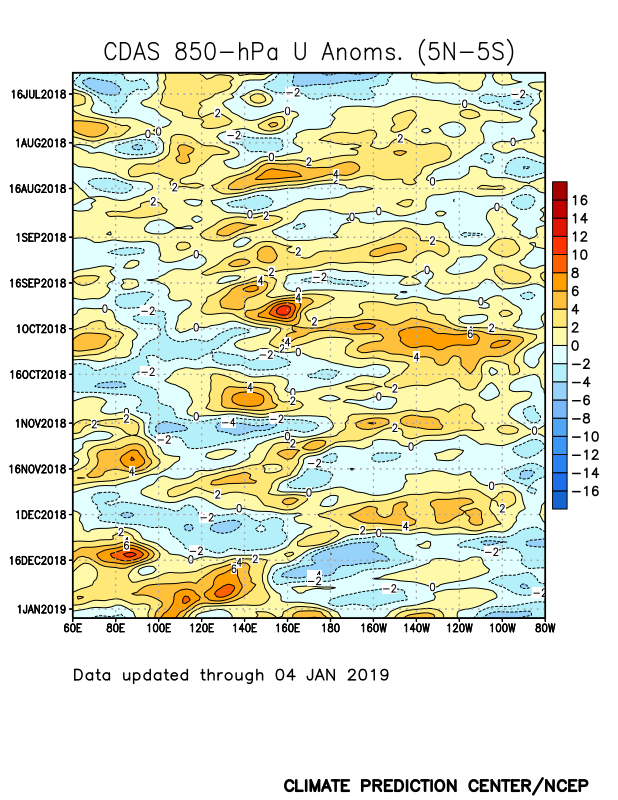 CDAS 850-hPa U Anoms. (5N-5S)
16JUL2018
1AUG2018
16AUG2018
1SEP2018
16SEP2018
1OCT2018
16OCT2018
1NOV2018
16NOV2018
1DEC2018
16DEC2018
1JAN2019
60E 80E 100E 120E 140E 160E 180 160W 140W 120W 100W 80W
16
14
12
10
8
6
4
2
0
-2
-4
-6
-8
-10
-12
-14
-16
Data updated through 04 JAN 2019
CLIMATE PREDICTION CENTER/NCEP